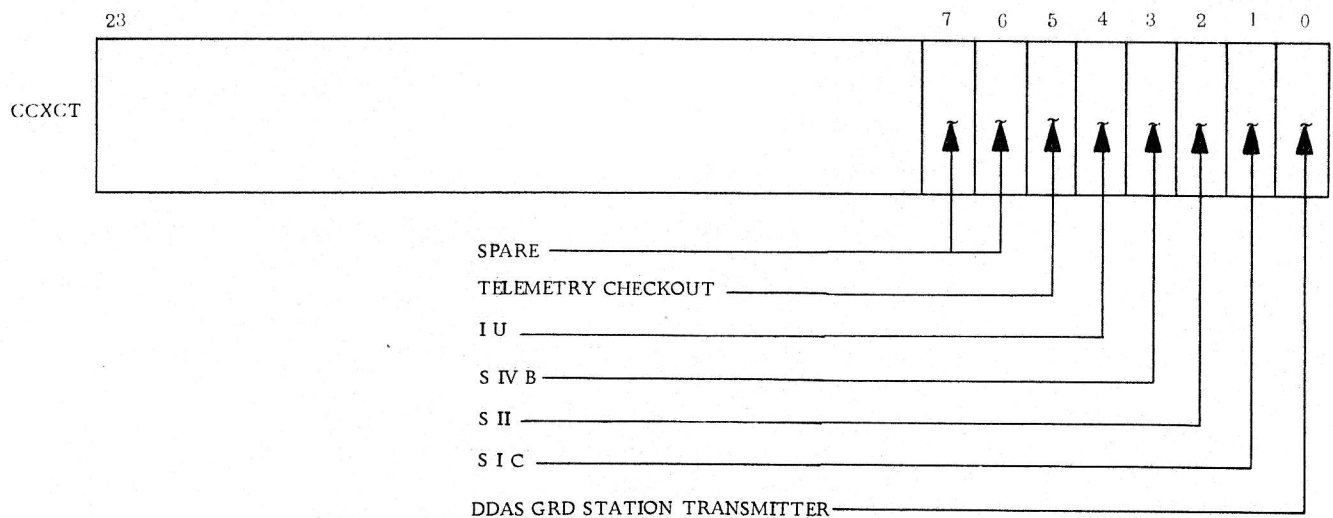 23 7 6 5 4 3 2 1 0
CCXCT
~ ~ ~ ~ ~ ~ ~ ~
SPARE
TELEMETRY CHECKOUT
I U
S IV B
S II
S I C
DDAS GRD STATION TRANSMITTER